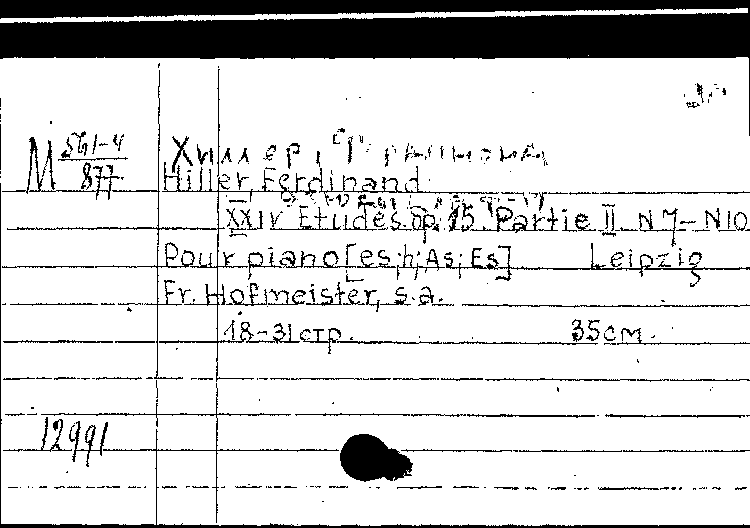 М 561-4/877
Хиллер, Ф
Hiller, Ferdinand
XXIV Etudes op. 15. Partie II. N 7-N10
Pour piano [es; h; As; Es] Leipzig
Fr. Hofmeister, s.a.
18-31 стр. 35 см.
12991